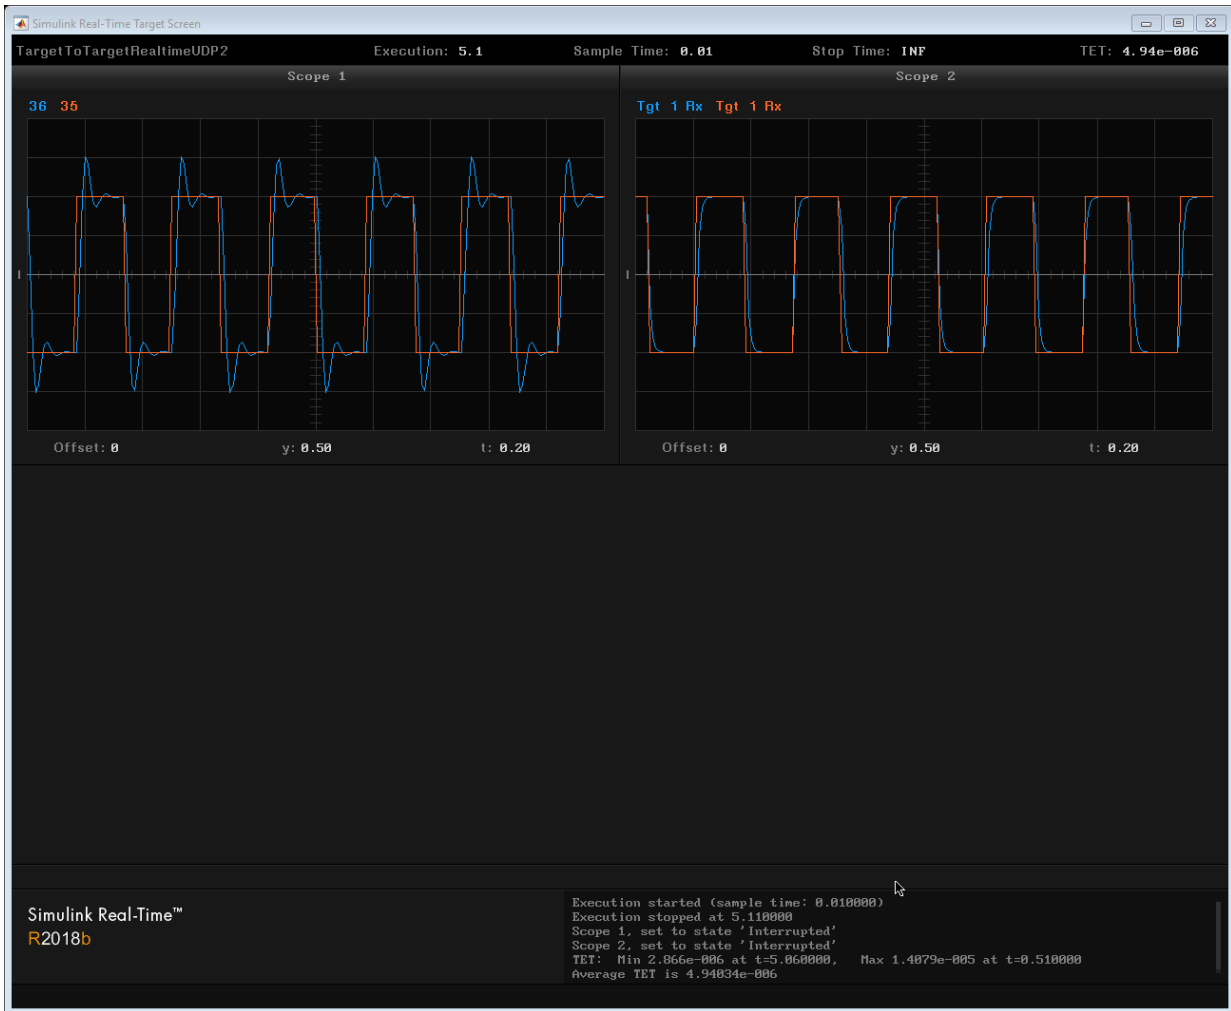 Simulink Real-Time Target Screen
TargetToTargetRealtimeUDP2 Execution: 5.1 Sample Time: 0.01 Stop Time: INF TET: 4.94e-006
Scope 1
36 35
Offset: 0 y: 0.50 t: 0.20
Scope 2
Tgt 1 Rx Tgt 1 Rx
Offset: 0 y: 0.50 t: 0.20
Simulink Real-Time™
R2018b
Execution started (sample time: 0.010000)
Execution stopped at 5.110000
Scope 1, set to state 'Interrupted'
Scope 2, set to state 'Interrupted'
TET: Min 2.866e-006 at t=5.060000, Max 1.4079e-005 at t=0.510000
Average TET is 4.94034e-006